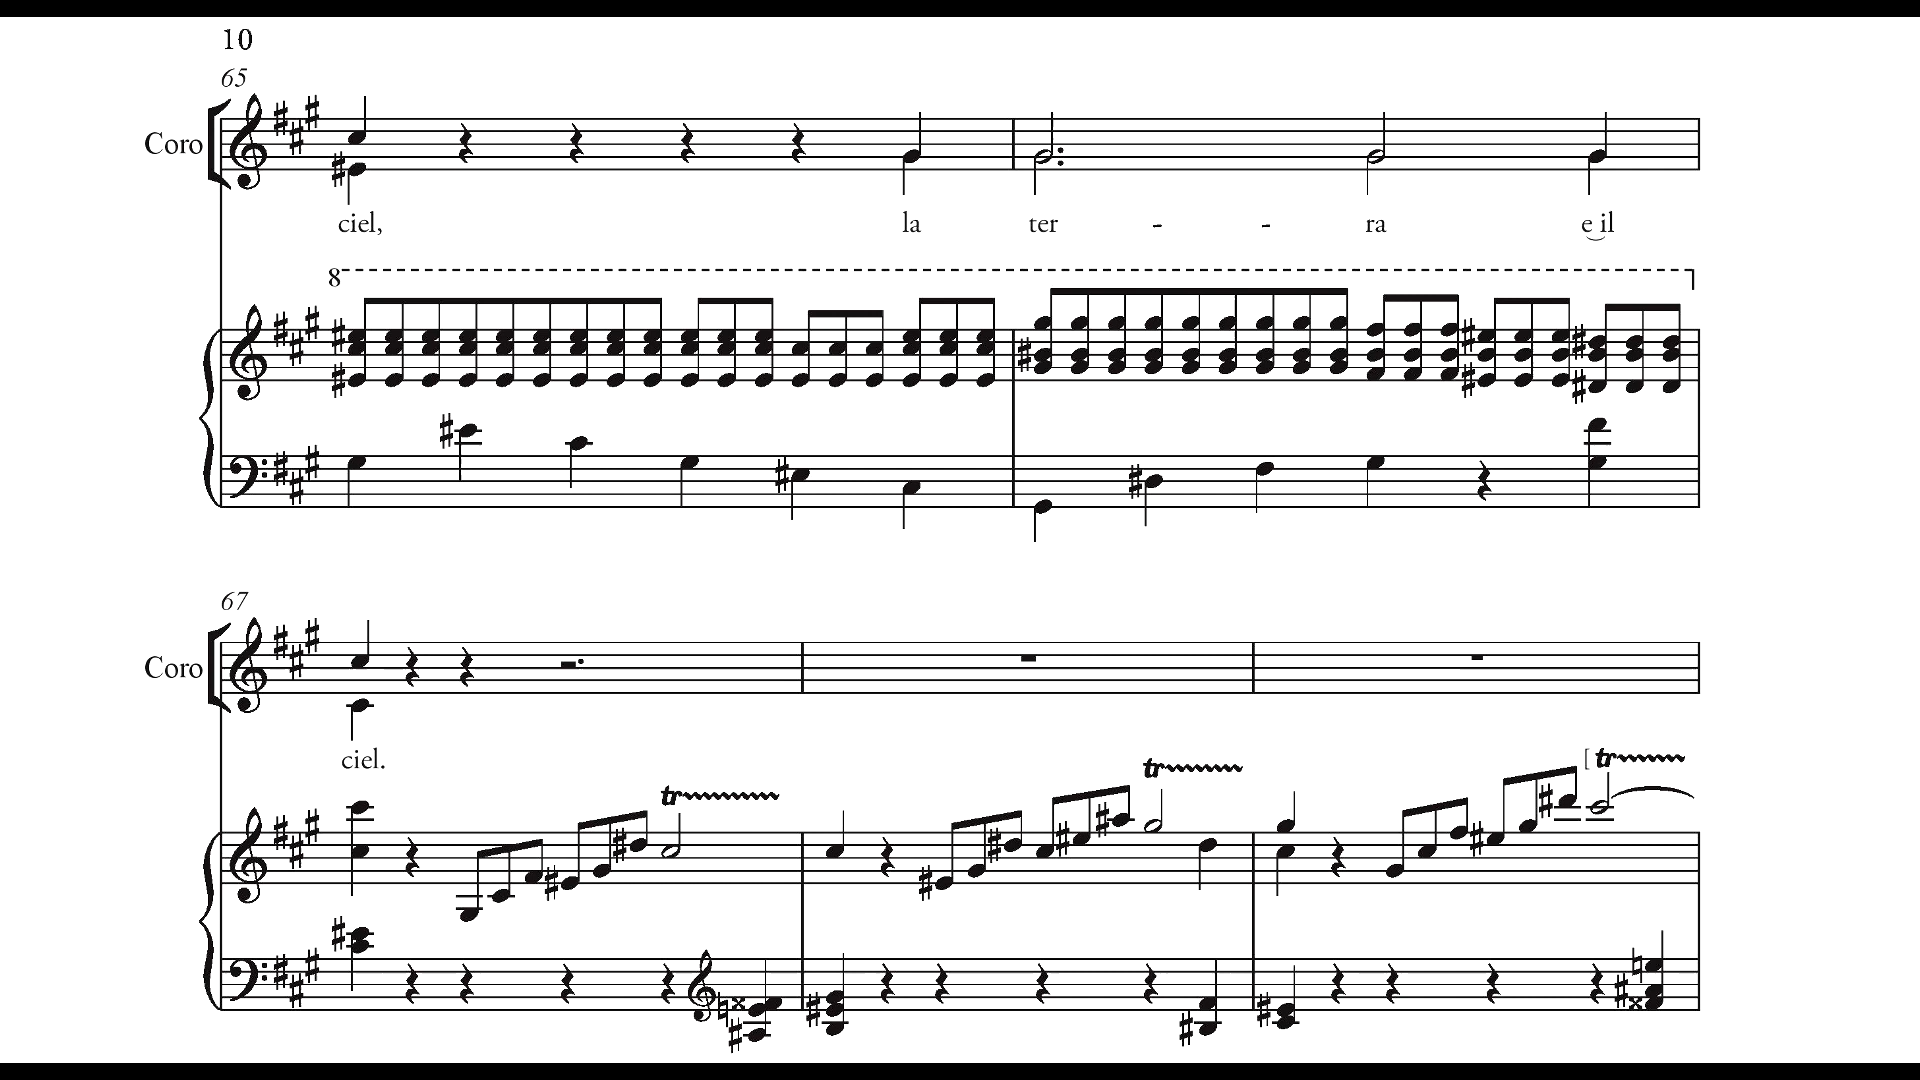 10
65
Coro
ciel, la ter - - ra e il
8
67
Coro
ciel.
tr tr [ tr